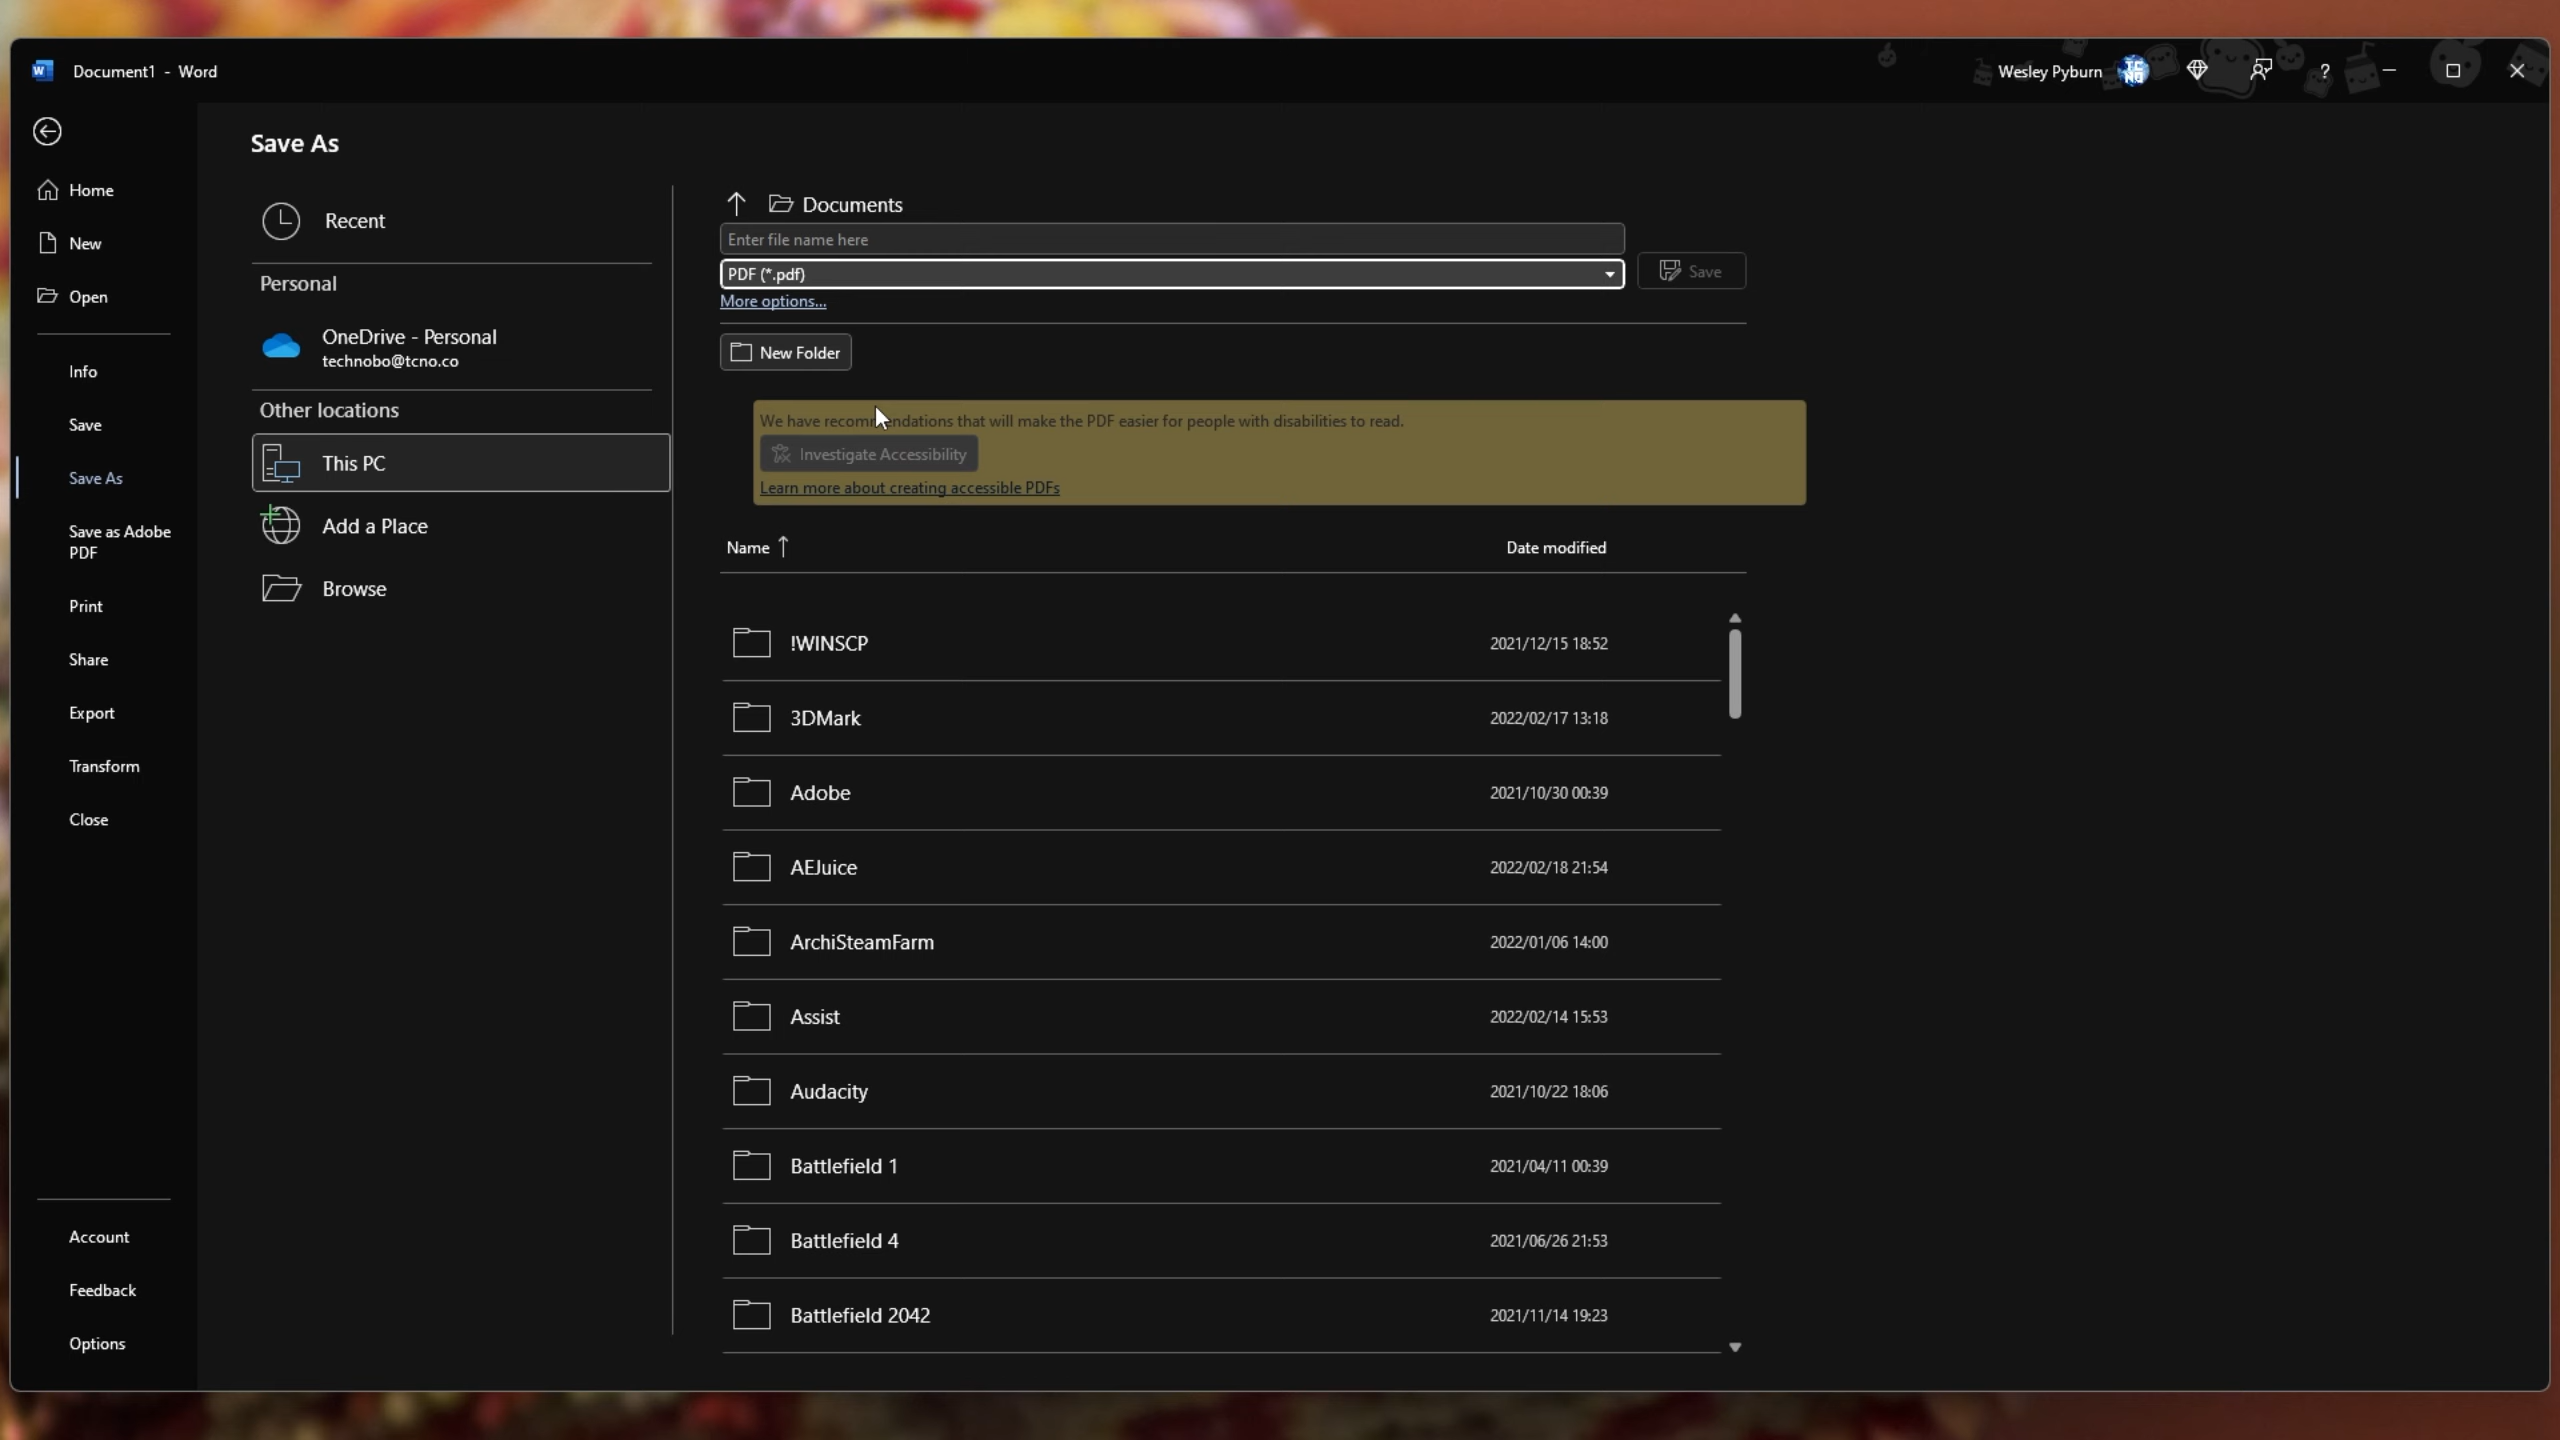 Document1 - Word
Wesley Pyburn
Save As
Home
New
Open
Info
Save
Save As
Save as Adobe
PDF
Print
Share
Export
Transform
Close
Account
Feedback
Options
Recent
Personal
OneDrive - Personal
technobo@tcno.co
Other locations
This PC
Add a Place
Browse
Documents
Enter file name here
PDF (*.pdf)
Save
More options...
New Folder
We have recommendations that will make the PDF easier for people with disabilities to read.
Investigate Accessibility
Learn more about creating accessible PDFs
Name Date modified
!WINSCP 2021/12/15 18:52
3DMark 2022/02/17 13:18
Adobe 2021/10/30 00:39
AEJuice 2022/02/18 21:54
ArchiSteamFarm 2022/01/06 14:00
Assist 2022/02/14 15:53
Audacity 2021/10/22 18:06
Battlefield 1 2021/04/11 00:39
Battlefield 4 2021/06/26 21:53
Battlefield 2042 2021/11/14 19:23